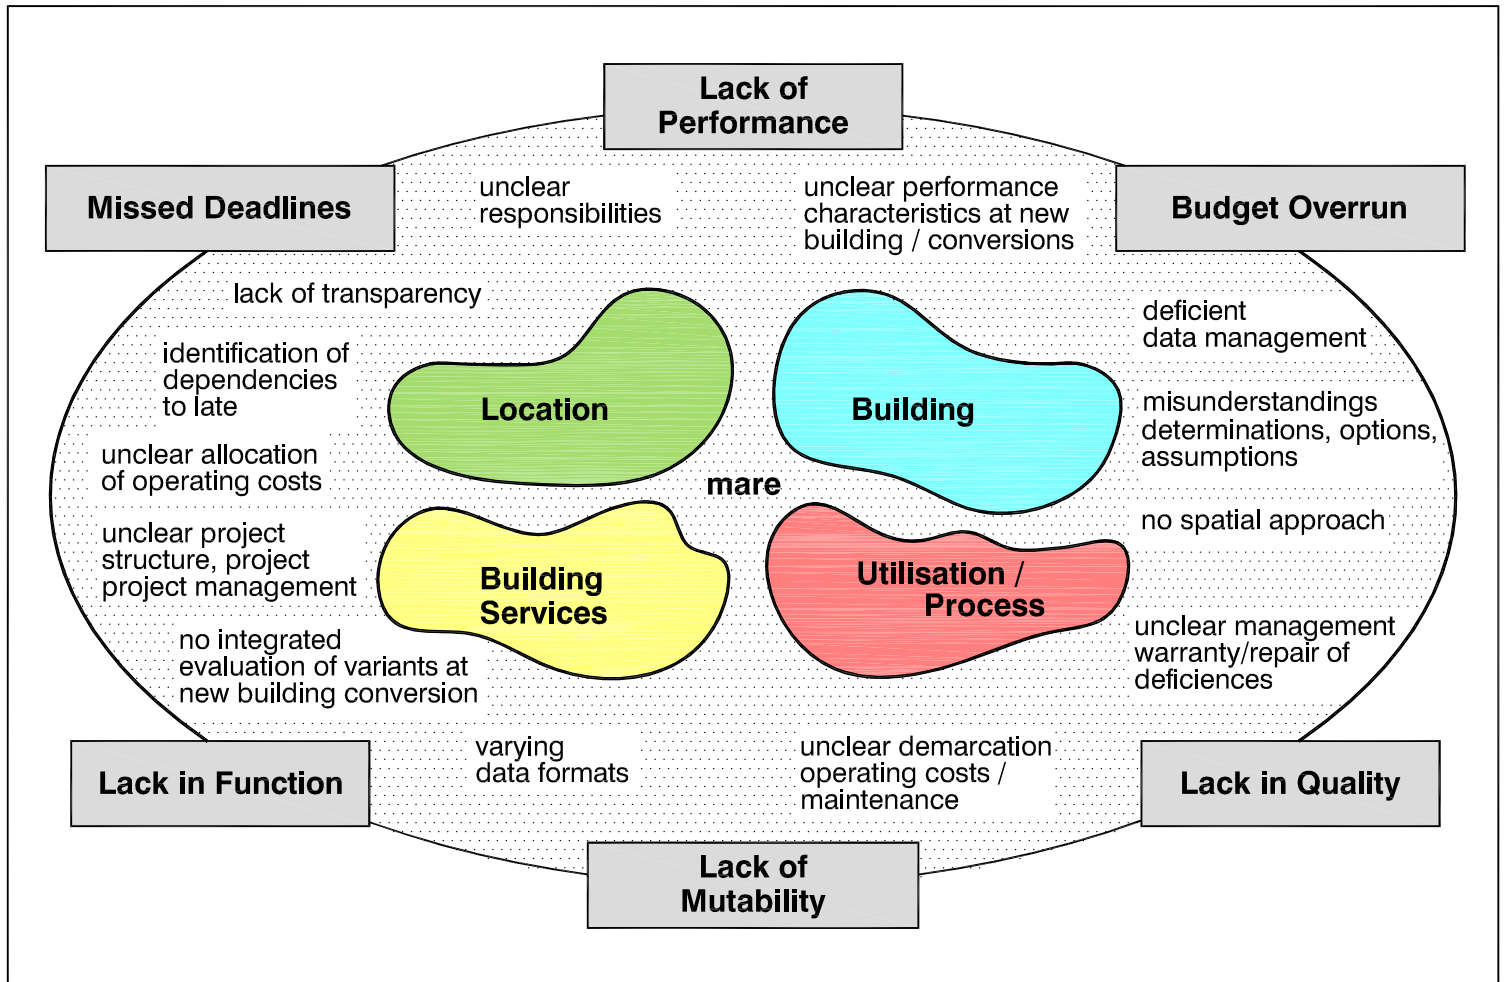 Lack of
Performance
Missed Deadlines
Budget Overrun
unclear
responsibilities
unclear performance
characteristics at new
building / conversions
lack of transparency
deficient
data management
identification of
dependencies
to late
Location
Building
misunderstandings
determinations, options,
assumptions
unclear allocation
of operating costs
mare
no spatial approach
unclear project
structure, project
project management
Building
Services
Utilisation /
Process
no integrated
evaluation of variants at
new building conversion
unclear management
warranty/repair of
deficiences
varying
data formats
unclear demarcation
operating costs /
maintenance
Lack in Function
Lack in Quality
Lack of
Mutability